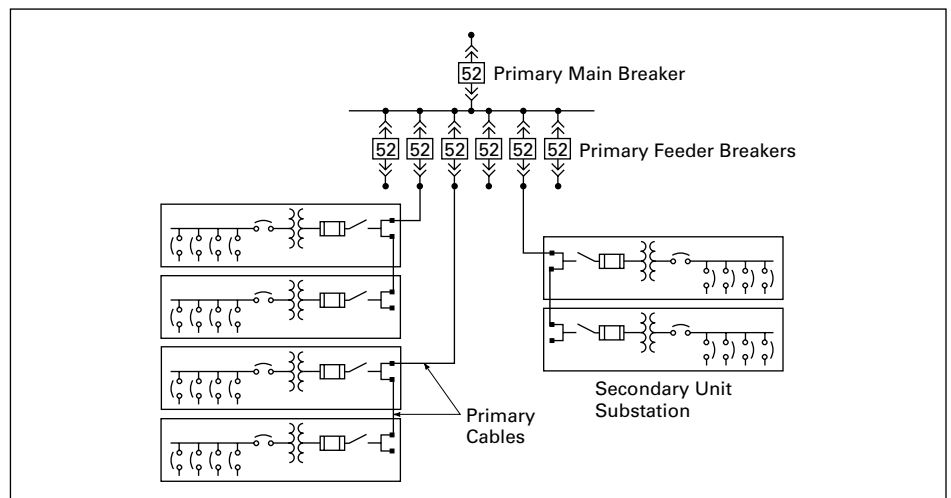 52 Primary Main Breaker
52 52 52 52 52 52 Primary Feeder Breakers
Secondary Unit
Substation
Primary
Cables